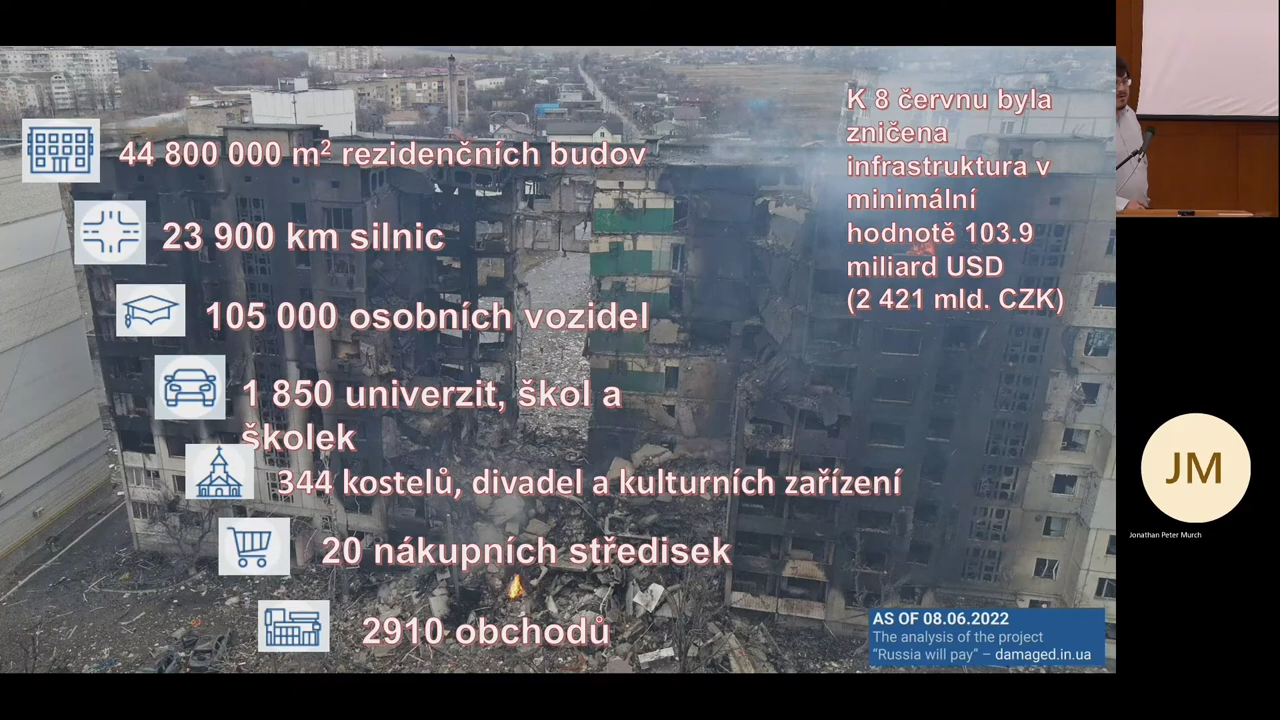 44 800 000 m² rezidenčních budov
23 900 km silnic
105 000 osobních vozidel
1 850 univerzit, škol a
školek
344 kostelů, divadel a kulturních zařízení
20 nákupních středisek
2910 obchodů
K 8 červnu byla
zničena
infrastruktura v
minimální
hodnotě 103.9
miliard USD
(2 421 mld. CZK)
AS OF 08.06.2022
The analysis of the project
“Russia will pay” – damaged.in.ua
JM
Jonathan Peter Murch